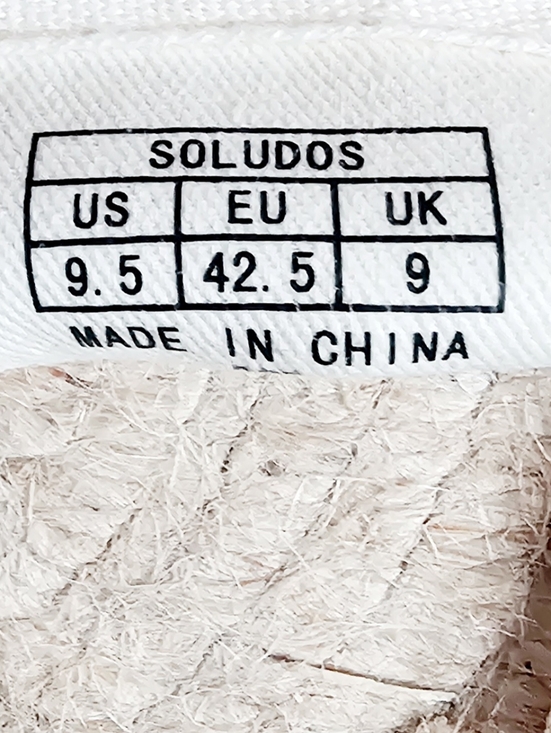 SOLUDOS
US EU UK
9.5 42.5 9
MADE IN CHINA